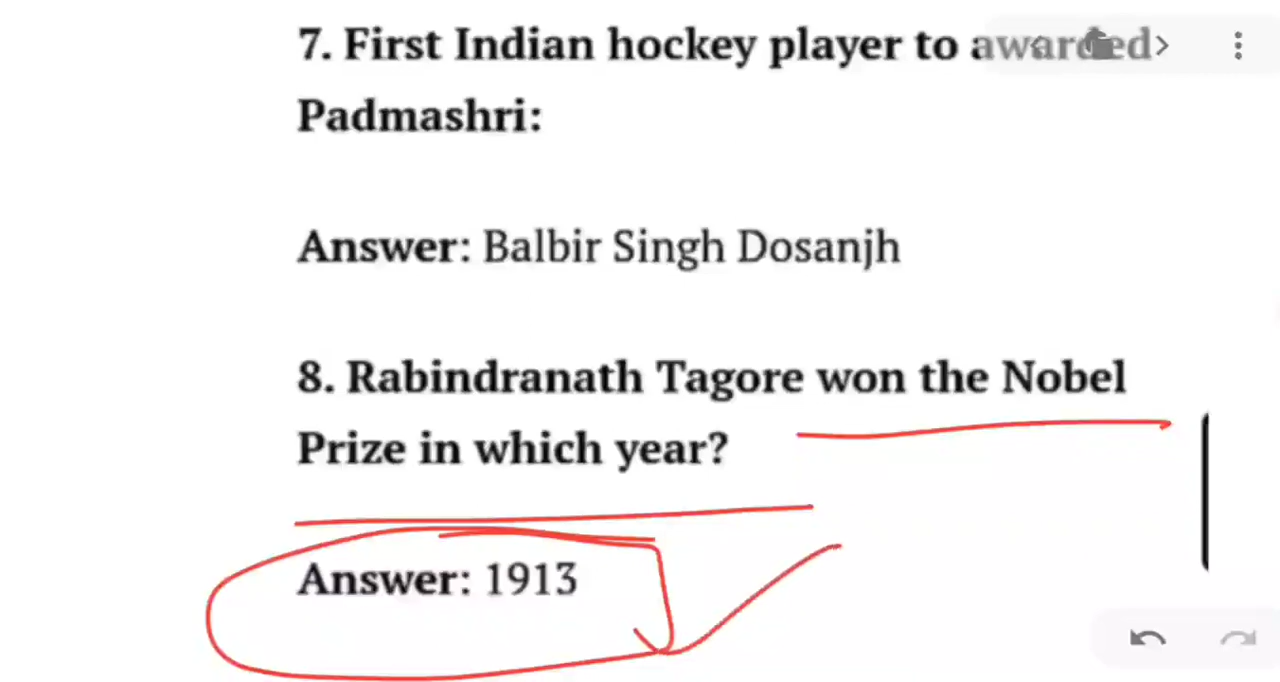 7. First Indian hockey player to awarded
Padmashri:
Answer: Balbir Singh Dosanjh
8. Rabindranath Tagore won the Nobel
Prize in which year?
Answer: 1913